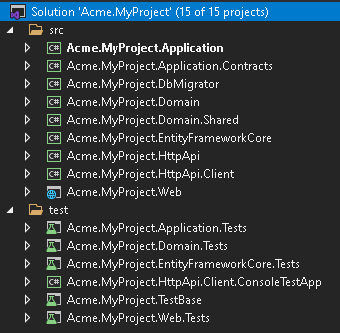 Solution 'Acme.MyProject' (15 of 15 projects)
src
C# Acme.MyProject.Application
C# Acme.MyProject.Application.Contracts
C# Acme.MyProject.DbMigrator
C# Acme.MyProject.Domain
C# Acme.MyProject.Domain.Shared
C# Acme.MyProject.EntityFrameworkCore
C# Acme.MyProject.HttpApi
C# Acme.MyProject.HttpApi.Client
Acme.MyProject.Web
test
Acme.MyProject.Application.Tests
Acme.MyProject.Domain.Tests
Acme.MyProject.EntityFrameworkCore.Tests
C# Acme.MyProject.HttpApi.Client.ConsoleTestApp
Acme.MyProject.TestBase
Acme.MyProject.Web.Tests